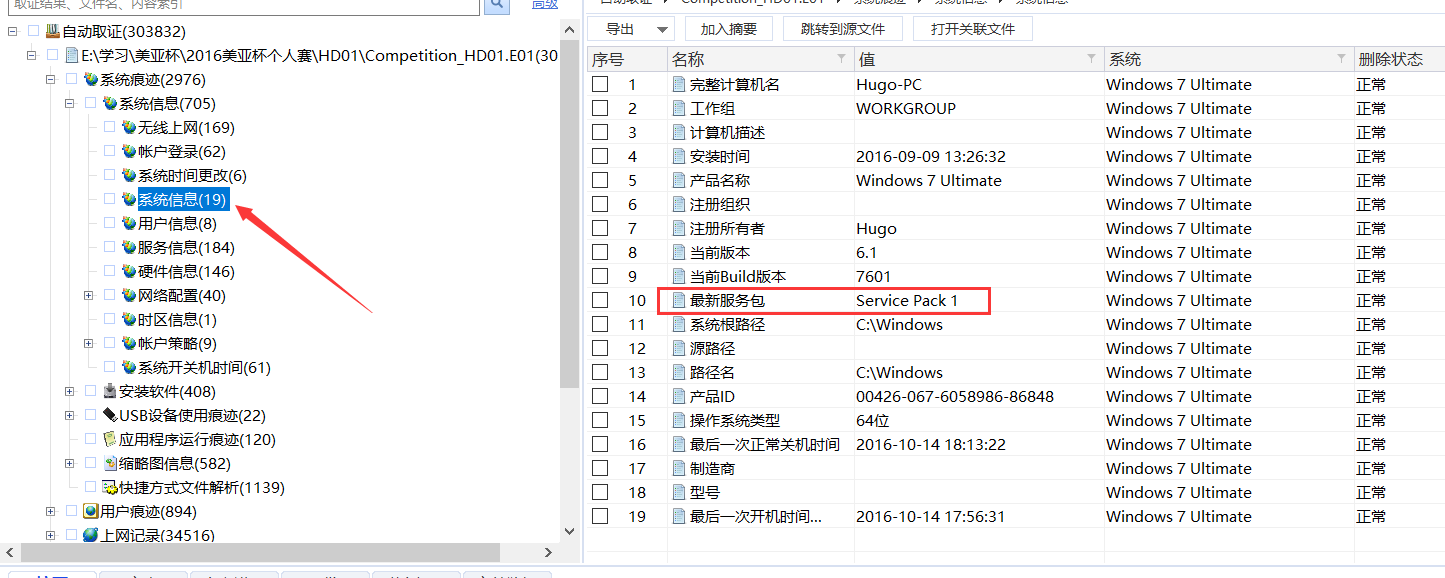 取证结果、文件名、内容索引 高级
自动取证(303832)
E:\学习\美亚杯\2016美亚杯个人赛\HD01\Competition_HD01.E01(30
系统痕迹(2976)
系统信息(705)
无线上网(169)
帐户登录(62)
系统时间更改(6)
系统信息(19)
用户信息(8)
服务信息(184)
硬件信息(146)
网络配置(40)
时区信息(1)
帐户策略(9)
系统开关机时间(61)
安装软件(408)
USB设备使用痕迹(22)
应用程序运行痕迹(120)
缩略图信息(582)
快捷方式文件解析(1139)
用户痕迹(894)
上网记录(34516)
自动取证 Competition_HD01.E01 系统痕迹 系统信息 系统信息
导出 加入摘要 跳转到源文件 打开关联文件
序号 名称 值 系统 删除状态
1 完整计算机名 Hugo-PC Windows 7 Ultimate 正常
2 工作组 WORKGROUP Windows 7 Ultimate 正常
3 计算机描述 Windows 7 Ultimate 正常
4 安装时间 2016-09-09 13:26:32 Windows 7 Ultimate 正常
5 产品名称 Windows 7 Ultimate Windows 7 Ultimate 正常
6 注册组织 Windows 7 Ultimate 正常
7 注册所有者 Hugo Windows 7 Ultimate 正常
8 当前版本 6.1 Windows 7 Ultimate 正常
9 当前Build版本 7601 Windows 7 Ultimate 正常
10 最新服务包 Service Pack 1 Windows 7 Ultimate 正常
11 系统根路径 C:\Windows Windows 7 Ultimate 正常
12 源路径 Windows 7 Ultimate 正常
13 路径名 C:\Windows Windows 7 Ultimate 正常
14 产品ID 00426-067-6058986-86848 Windows 7 Ultimate 正常
15 操作系统类型 64位 Windows 7 Ultimate 正常
16 最后一次正常关机时间 2016-10-14 18:13:22 Windows 7 Ultimate 正常
17 制造商 Windows 7 Ultimate 正常
18 型号 Windows 7 Ultimate 正常
19 最后一次开机时间... 2016-10-14 17:56:31 Windows 7 Ultimate 正常